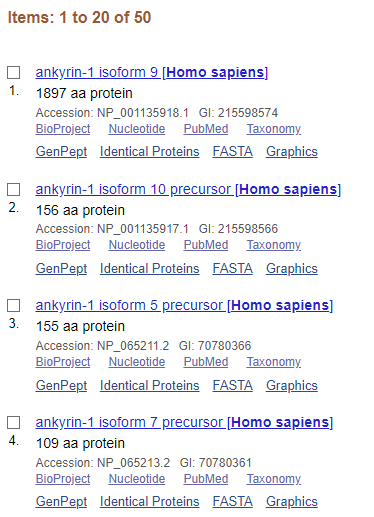 Items: 1 to 20 of 50
ankyrin-1 isoform 9 [Homo sapiens]
1. 1897 aa protein
Accession: NP_001135918.1 GI: 215598574
BioProject Nucleotide PubMed Taxonomy
GenPept Identical Proteins FASTA Graphics
ankyrin-1 isoform 10 precursor [Homo sapiens]
2. 156 aa protein
Accession: NP_001135917.1 GI: 215598566
BioProject Nucleotide PubMed Taxonomy
GenPept Identical Proteins FASTA Graphics
ankyrin-1 isoform 5 precursor [Homo sapiens]
3. 155 aa protein
Accession: NP_065211.2 GI: 70780366
BioProject Nucleotide PubMed Taxonomy
GenPept Identical Proteins FASTA Graphics
ankyrin-1 isoform 7 precursor [Homo sapiens]
4. 109 aa protein
Accession: NP_065213.2 GI: 70780361
BioProject Nucleotide PubMed Taxonomy
GenPept Identical Proteins FASTA Graphics